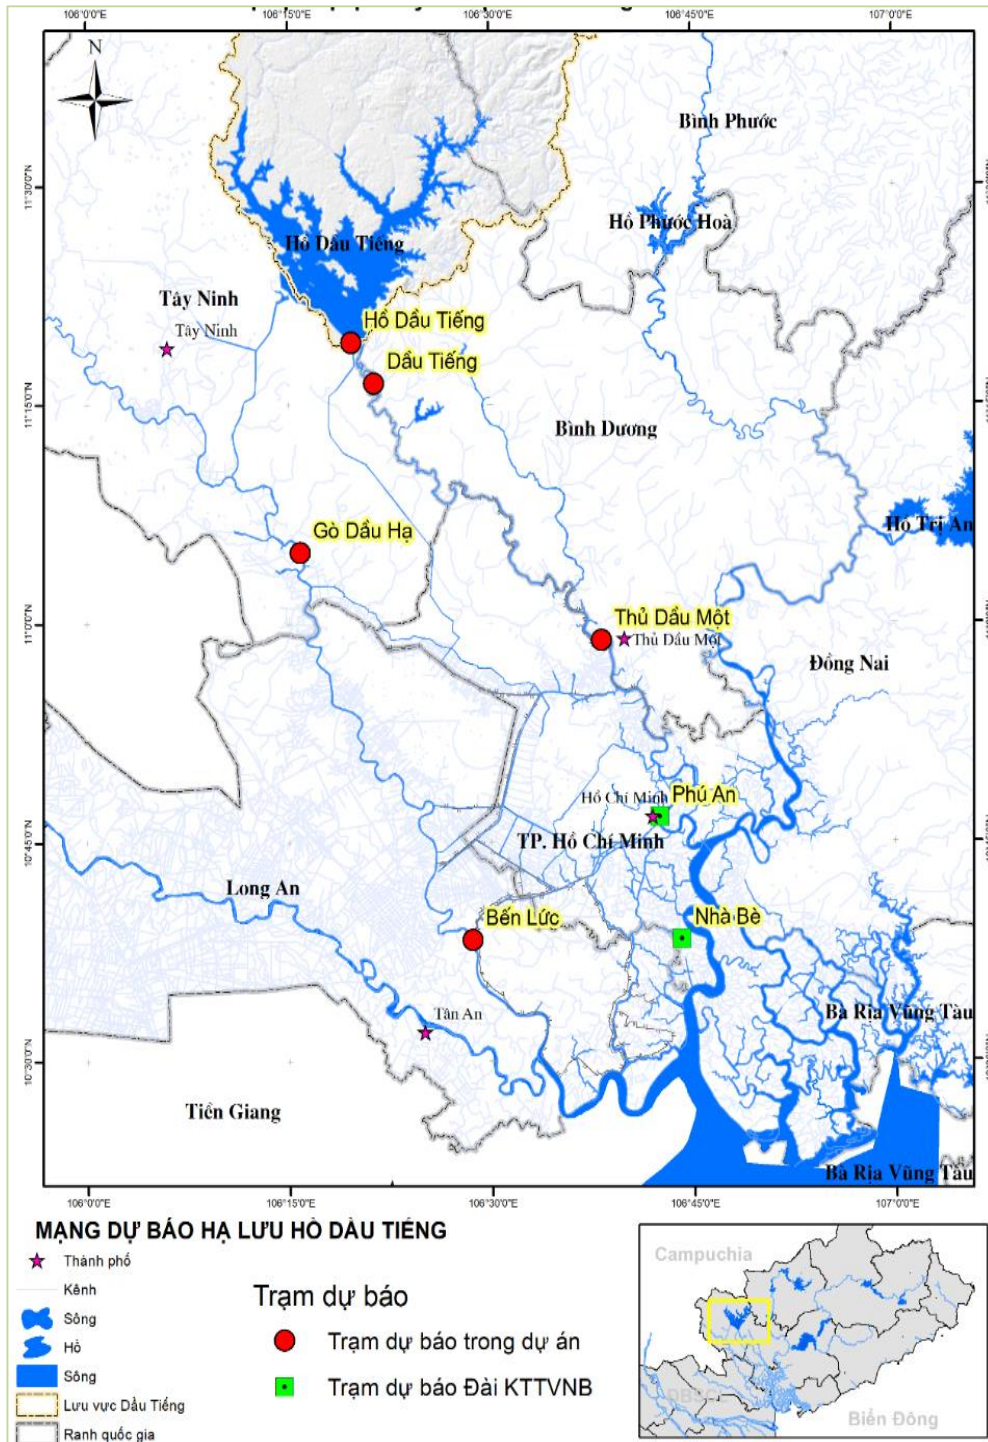 106°0'0"E
106°15'0"E
106°45'0"E
107°0'0"E
N
Bình Phước
11°30'0"N
Hồ Phước Hoà
Hồ Dầu Tiếng
Tây Ninh
Hồ Dầu Tiếng
Tây Ninh
Dầu Tiếng
11°15'0"N
Bình Dương
Hồ Trị An
Gò Dầu Hạ
11°0'0"N
Thủ Dầu Một
Thủ Dầu Một
Đồng Nai
Hồ Chí Minh
Phú An
10°45'0"N
TP. Hồ Chí Minh
Long An
Bến Lức
Nhà Bè
Tân An
Bà Rịa Vũng Tàu
10°30'0"N
Tiền Giang
Bà Rịa Vũng Tàu
106°0'0"E
106°15'0"E
106°30'0"E
106°45'0"E
107°0'0"E
MẠNG DỰ BÁO HẠ LƯU HỒ DẦU TIẾNG
Thành phố
Kênh
Sông
Hồ
Sông
Lưu vực Dầu Tiếng
Ranh quốc gia
Trạm dự báo
Trạm dự báo trong dự án
Trạm dự báo Đài KTTVNB
Campuchia
ĐBSCL
Biển Đông